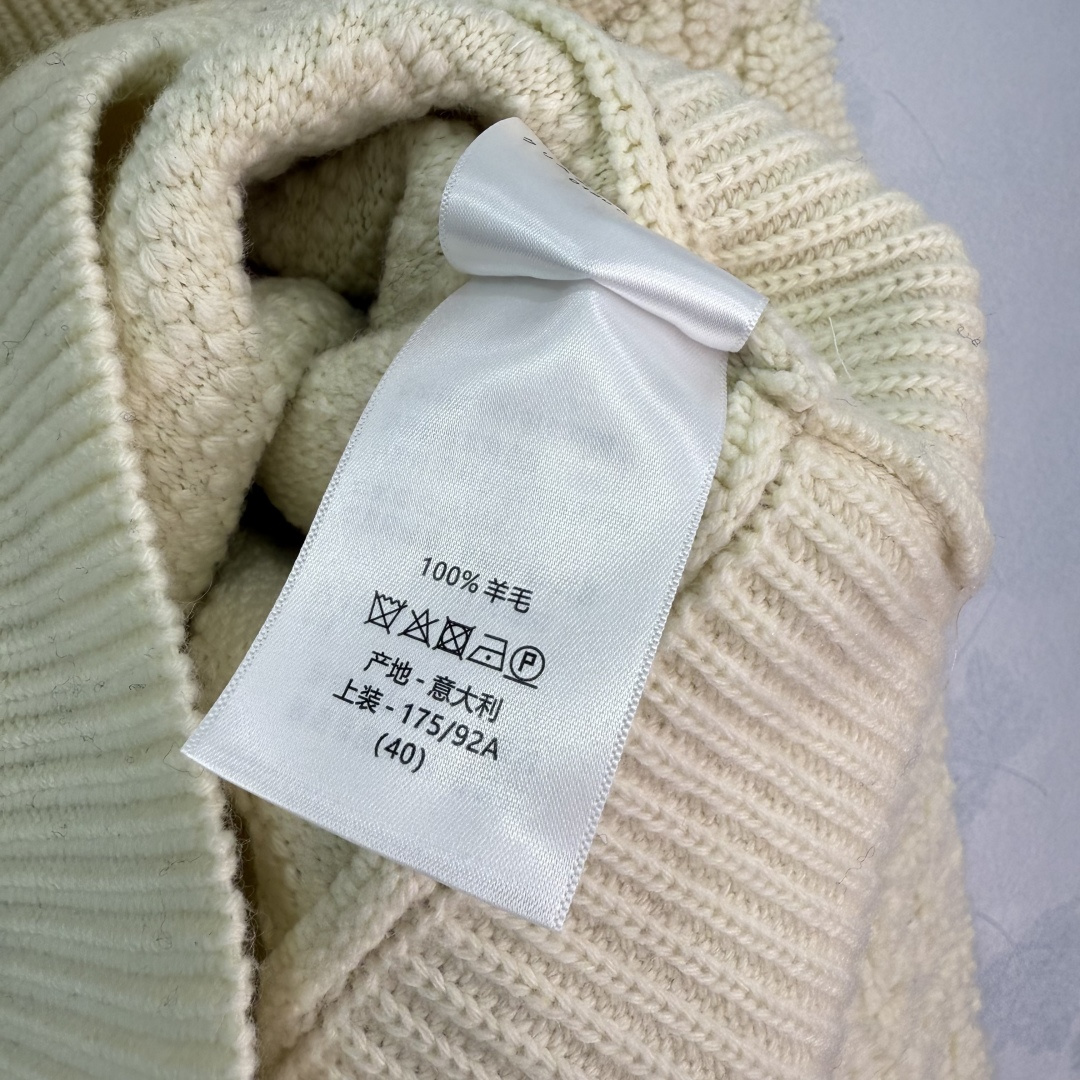 100% 羊毛
P
产地 - 意大利
上装 - 175/92A
(40)